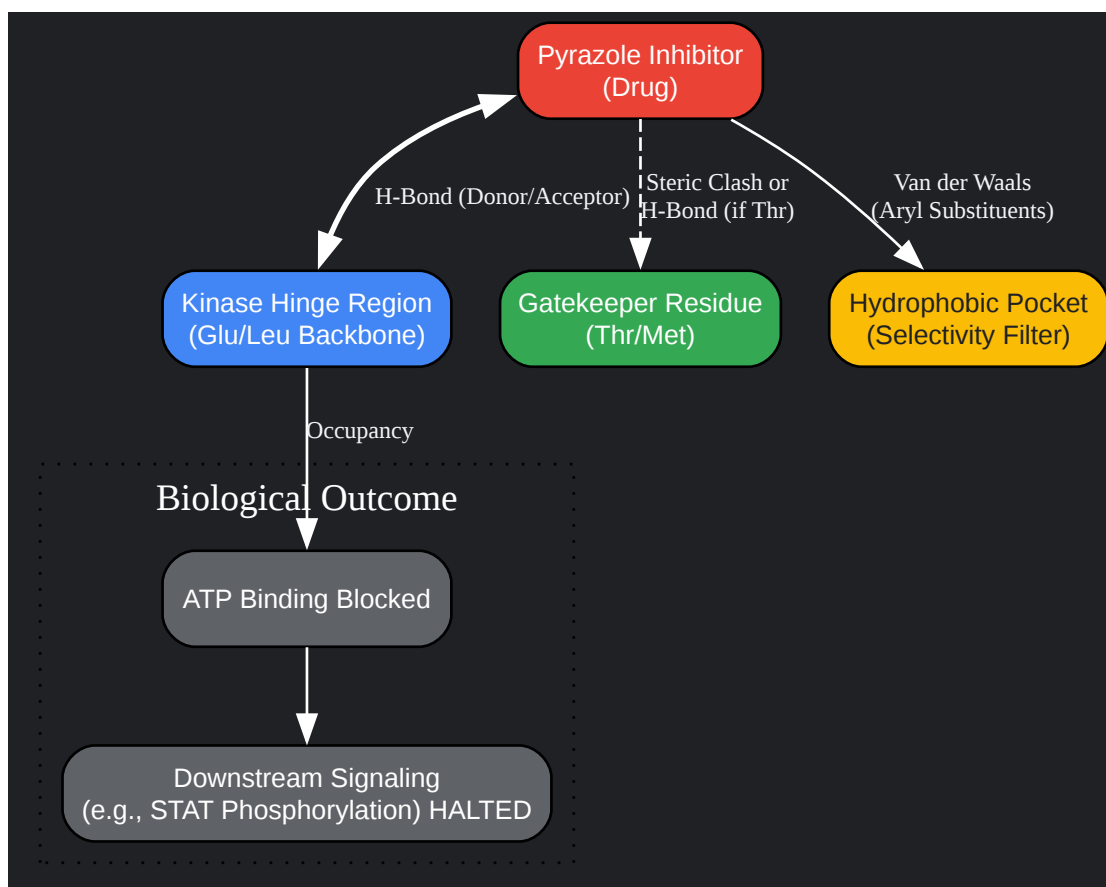 Pyrazole Inhibitor
(Drug)
H-Bond (Donor/Acceptor)
Steric Clash or
H-Bond (if Thr)
Van der Waals
(Aryl Substituents)
Kinase Hinge Region
(Glu/Leu Backbone)
Gatekeeper Residue
(Thr/Met)
Hydrophobic Pocket
(Selectivity Filter)
Occupancy
Biological Outcome
ATP Binding Blocked
Downstream Signaling
(e.g., STAT Phosphorylation) HALTED